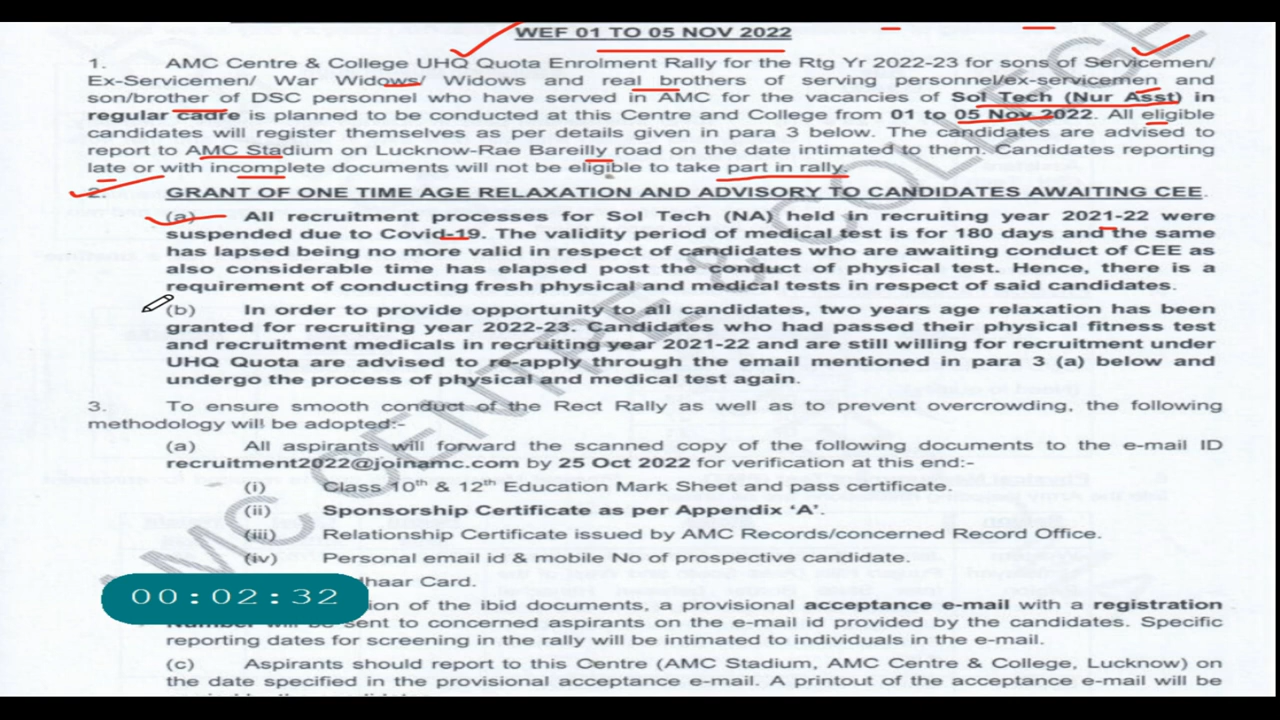 WEF 01 TO 05 NOV 2022
1. AMC Centre & College UHQ Quota Enrolment Rally for the Rtg Yr 2022-23 for sons of Servicemen/
Ex-Servicemen/ War Widows/ Widows and real brothers of serving personnel/ex-servicemen and
son/brother of DSC personnel who have served in AMC for the vacancies of Sol Tech (Nur Asst) in
regular cadre is planned to be conducted at this Centre and College from 01 to 05 Nov 2022. All eligible
candidates will register themselves as per details given in para 3 below. The candidates are advised to
report to AMC Stadium on Lucknow-Rae Bareilly road on the date intimated to them. Candidates reporting
late or with incomplete documents will not be eligible to take part in rally.
2. GRANT OF ONE TIME AGE RELAXATION AND ADVISORY TO CANDIDATES AWAITING CEE.
(a) All recruitment processes for Sol Tech (NA) held in recruiting year 2021-22 were
suspended due to Covid-19. The validity period of medical test is for 180 days and the same
has lapsed being no more valid in respect of candidates who are awaiting conduct of CEE as
also considerable time has elapsed post the conduct of physical test. Hence, there is a
requirement of conducting fresh physical and medical tests in respect of said candidates.
(b) In order to provide opportunity to all candidates, two years age relaxation has been
granted for recruiting year 2022-23. Candidates who had passed their physical fitness test
and recruitment medicals in recruiting year 2021-22 and are still willing for recruitment under
UHQ Quota are advised to re-apply through the email mentioned in para 3 (a) below and
undergo the process of physical and medical test again.
3. To ensure smooth conduct of the Rect Rally as well as to prevent overcrowding, the following
methodology will be adopted:-
(a) All aspirants will forward the scanned copy of the following documents to the e-mail ID
recruitment2022@joinamc.com by 25 Oct 2022 for verification at this end:-
(i) Class 10th & 12th Education Mark Sheet and pass certificate.
(ii) Sponsorship Certificate as per Appendix 'A'.
(iii) Relationship Certificate issued by AMC Records/concerned Record Office.
(iv) Personal email id & mobile No of prospective candidate.
dhaar Card.
00:02:32
ion of the ibid documents, a provisional acceptance e-mail with a registration
Number will be sent to concerned aspirants on the e-mail id provided by the candidates. Specific
reporting dates for screening in the rally will be intimated to individuals in the e-mail.
(c) Aspirants should report to this Centre (AMC Stadium, AMC Centre & College, Lucknow) on
the date specified in the provisional acceptance e-mail. A printout of the acceptance e-mail will be
AMC CENTRE & COLLEGE